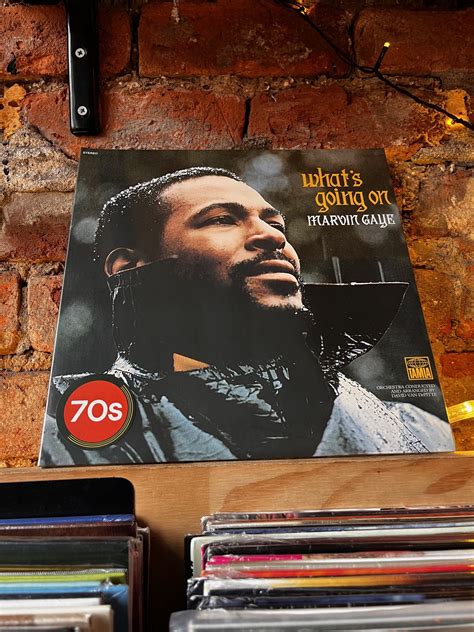 STEREO
what's
going on
MARVIN GAYE
TAMLA
ORCHESTRA CONDUCTED
AND ARRANGED BY
DAVID VAN DEPITTE
70s